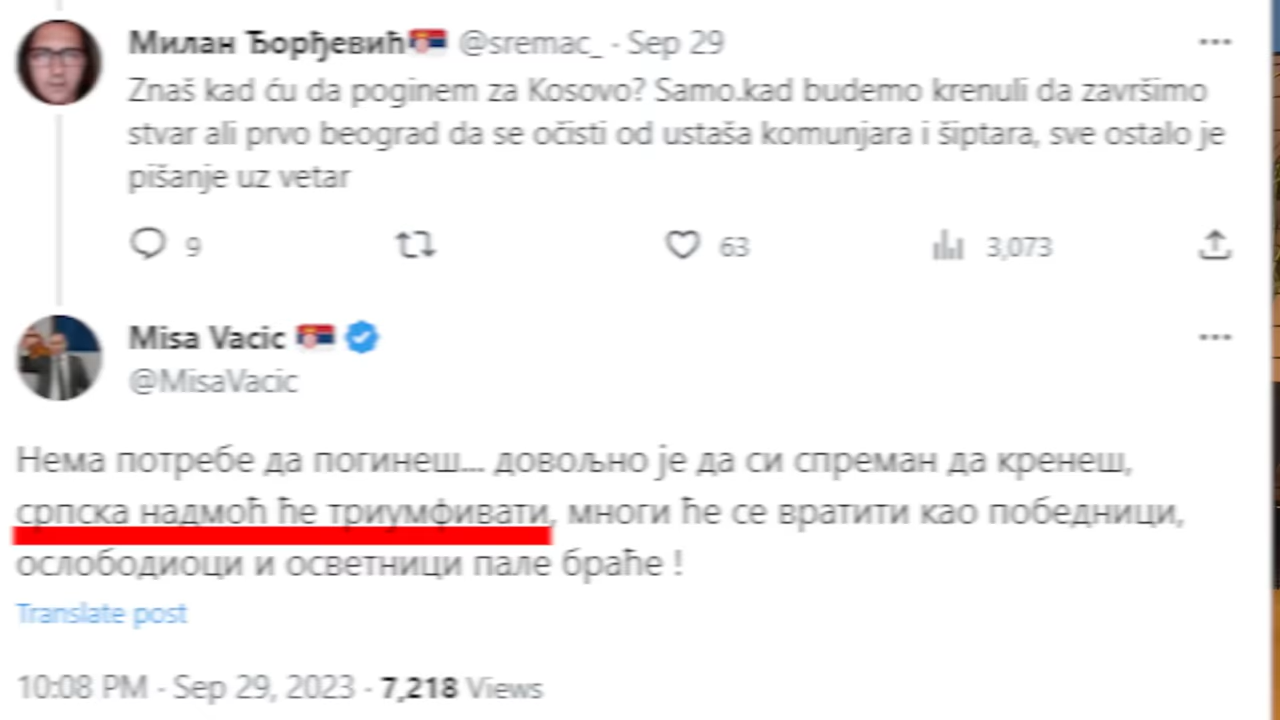 Милан Ђорђевић🇷🇸 @sremac_ · Sep 29
Znaš kad ću da poginem za Kosovo? Samo.kad budemo krenuli da završimo
stvar ali prvo beograd da se očisti od ustaša komunjara i šiptara, sve ostalo je
pišanje uz vetar
9 63 3,073
Misa Vacic 🇷🇸
@MisaVacic
Нема потребе да погинеш... довољно је да си спреман да кренеш,
српска надмоћ ће триумфивати, многи ће се вратити као победници,
ослободиоци и осветници пале браће !
Translate post
10:08 PM · Sep 29, 2023 · 7,218 Views